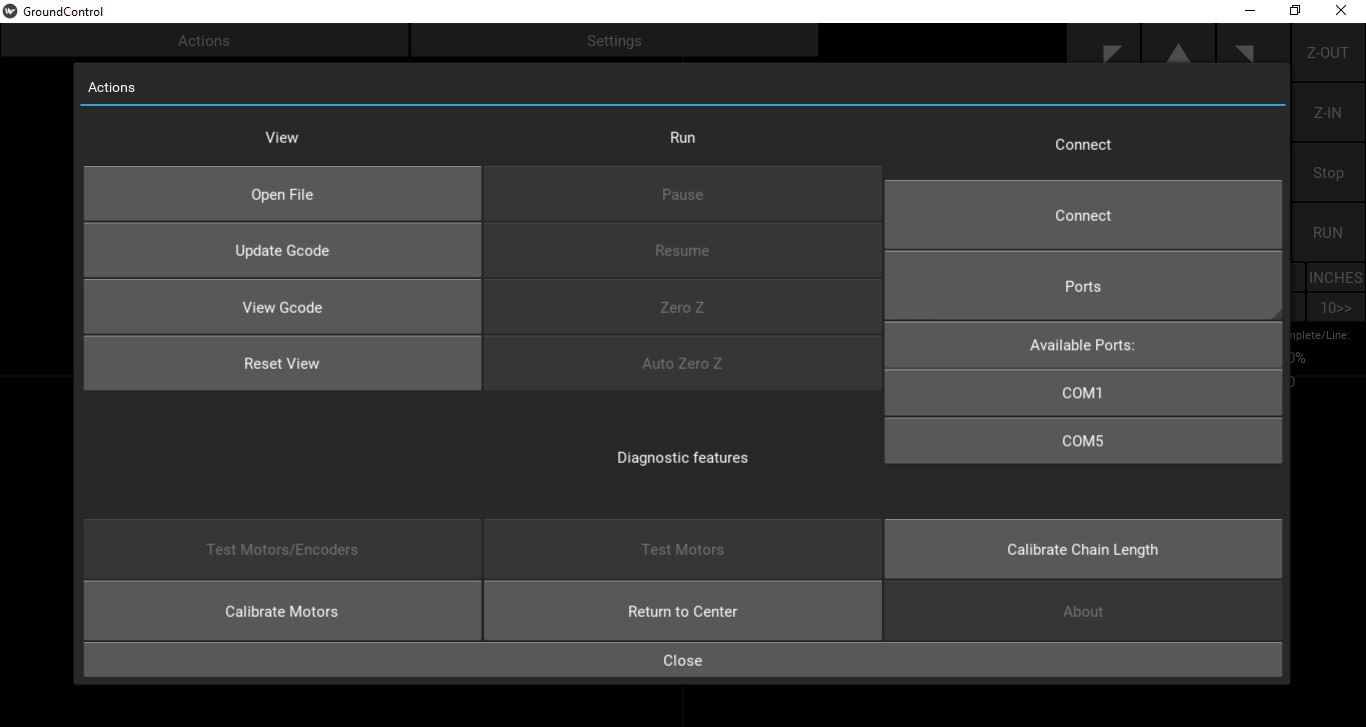 GroundControl
Actions
Settings
Z-OUT
Z-IN
Stop
RUN
INCHES
10>>
mplete/Line:
0%
0
Actions
View
Open File
Update Gcode
View Gcode
Reset View
Run
Pause
Resume
Zero Z
Auto Zero Z
Connect
Connect
Ports
Available Ports:
COM1
COM5
Diagnostic features
Test Motors/Encoders
Test Motors
Calibrate Chain Length
Calibrate Motors
Return to Center
About
Close